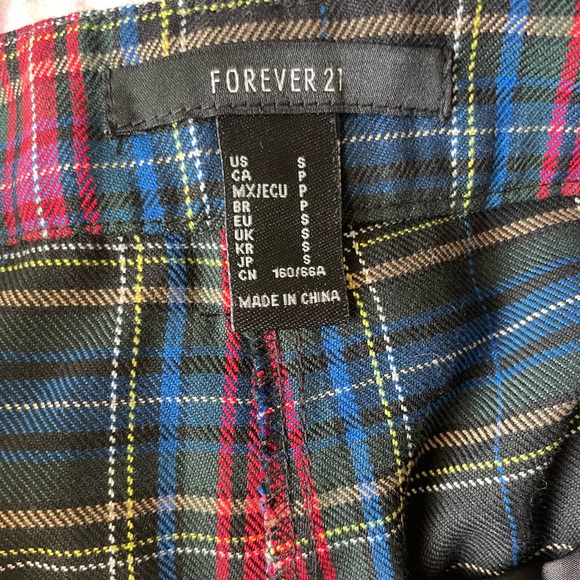 FOREVER 21
US S
CA P
MX/ECU P
BR P
EU S
UK S
KR S
JP S
CN 160/66A
MADE IN CHINA